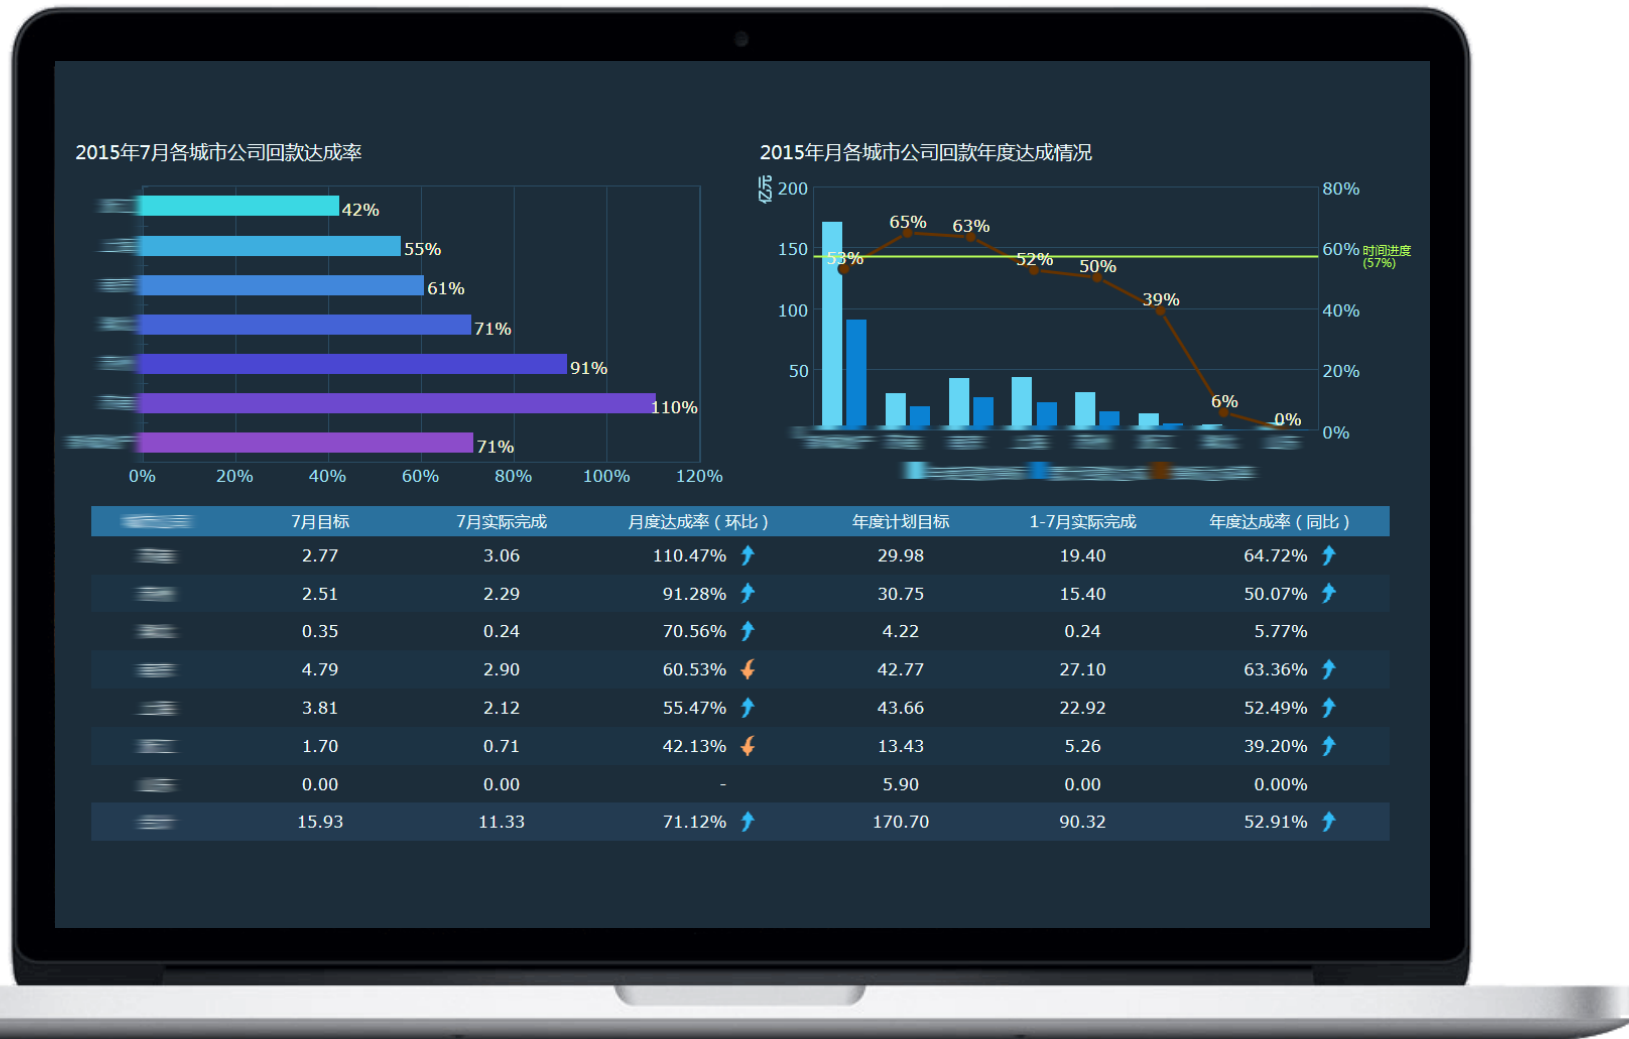 2015年7月各城市公司回款达成率
42%
55%
61%
71%
91%
110%
71%
0% 20% 40% 60% 80% 100% 120%
2015年月各城市公司回款年度达成情况
亿元
200
150
100
50
80%
60%
40%
20%
0%
时间进度
(57%)
53% 65% 63% 52% 50% 39% 6% 0%
7月目标 7月实际完成 月度达成率（环比） 年度计划目标 1-7月实际完成 年度达成率（同比）
2.77 3.06 110.47% 29.98 19.40 64.72%
2.51 2.29 91.28% 30.75 15.40 50.07%
0.35 0.24 70.56% 4.22 0.24 5.77%
4.79 2.90 60.53% 42.77 27.10 63.36%
3.81 2.12 55.47% 43.66 22.92 52.49%
1.70 0.71 42.13% 13.43 5.26 39.20%
0.00 0.00 - 5.90 0.00 0.00%
15.93 11.33 71.12% 170.70 90.32 52.91%